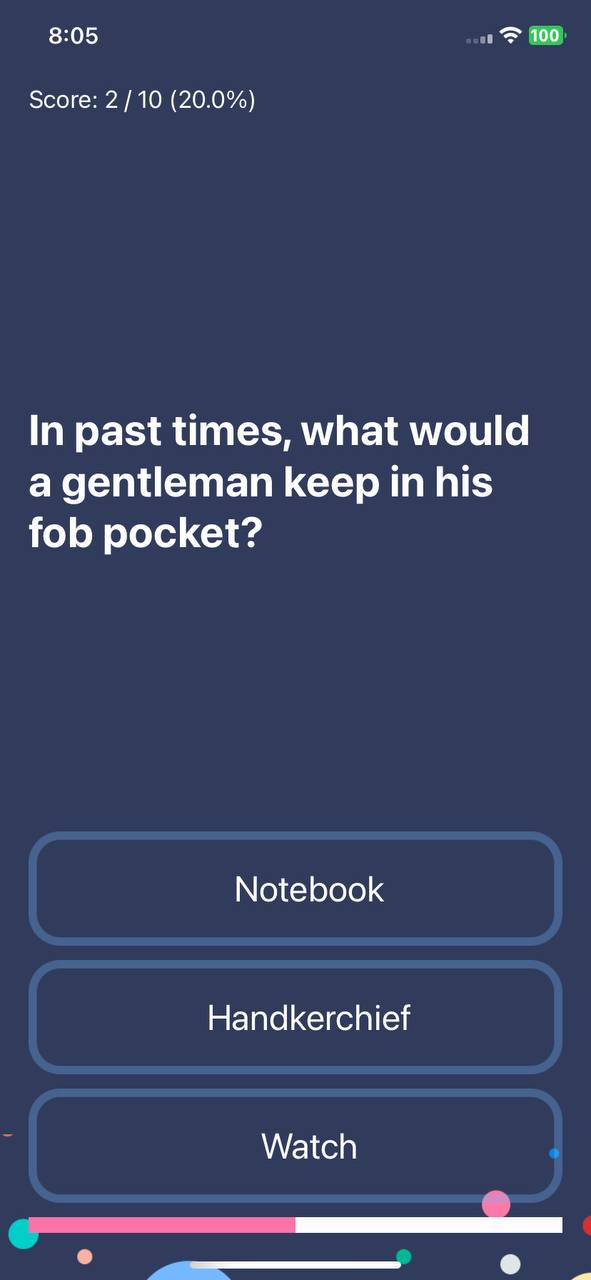 8:05
100
Score: 2 / 10 (20.0%)
In past times, what would
a gentleman keep in his
fob pocket?
Notebook
Handkerchief
Watch